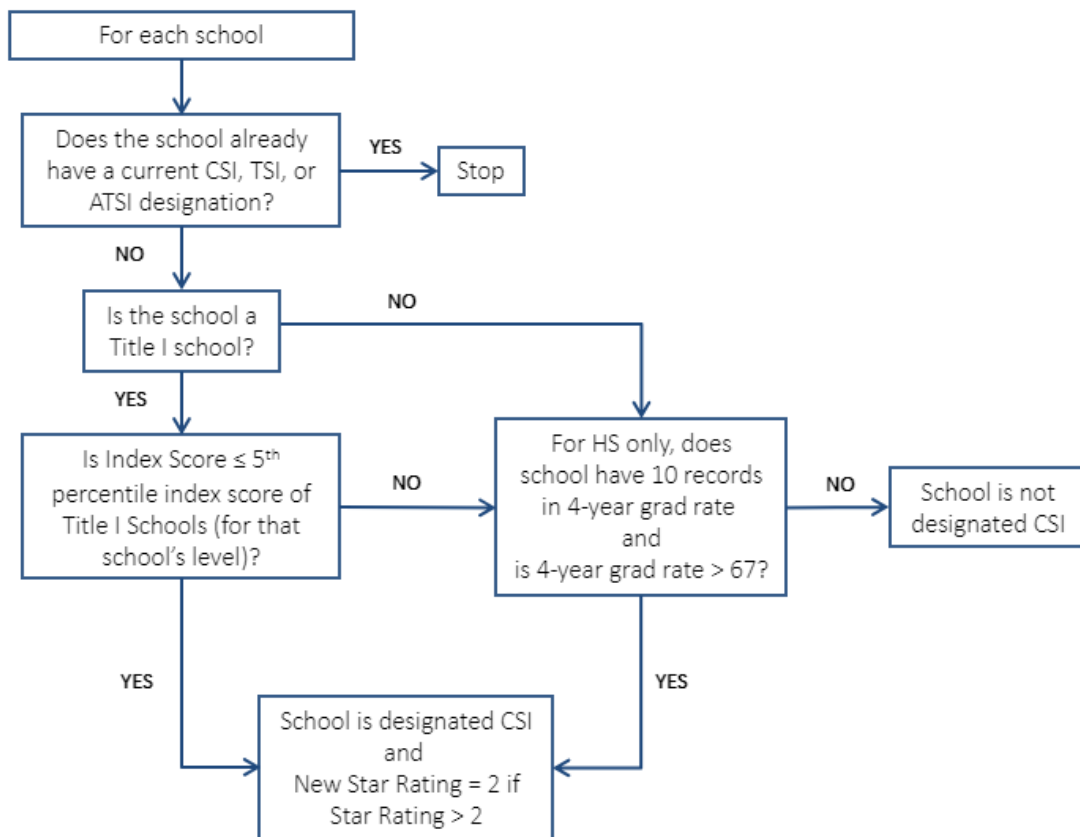 For each school
Does the school already
have a current CSI, TSI, or
ATSI designation?
YES
Stop
NO
Is the school a
Title I school?
NO
YES
Is Index Score ≤ 5th
percentile index score of
Title I Schools (for that
school's level)?
NO
For HS only, does
school have 10 records
in 4-year grad rate
and
is 4-year grad rate > 67?
NO
School is not
designated CSI
YES
YES
School is designated CSI
and
New Star Rating = 2 if
Star Rating > 2